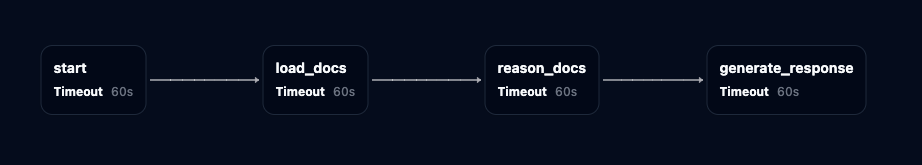 start
Timeout 60s
load_docs
Timeout 60s
reason_docs
Timeout 60s
generate_response
Timeout 60s